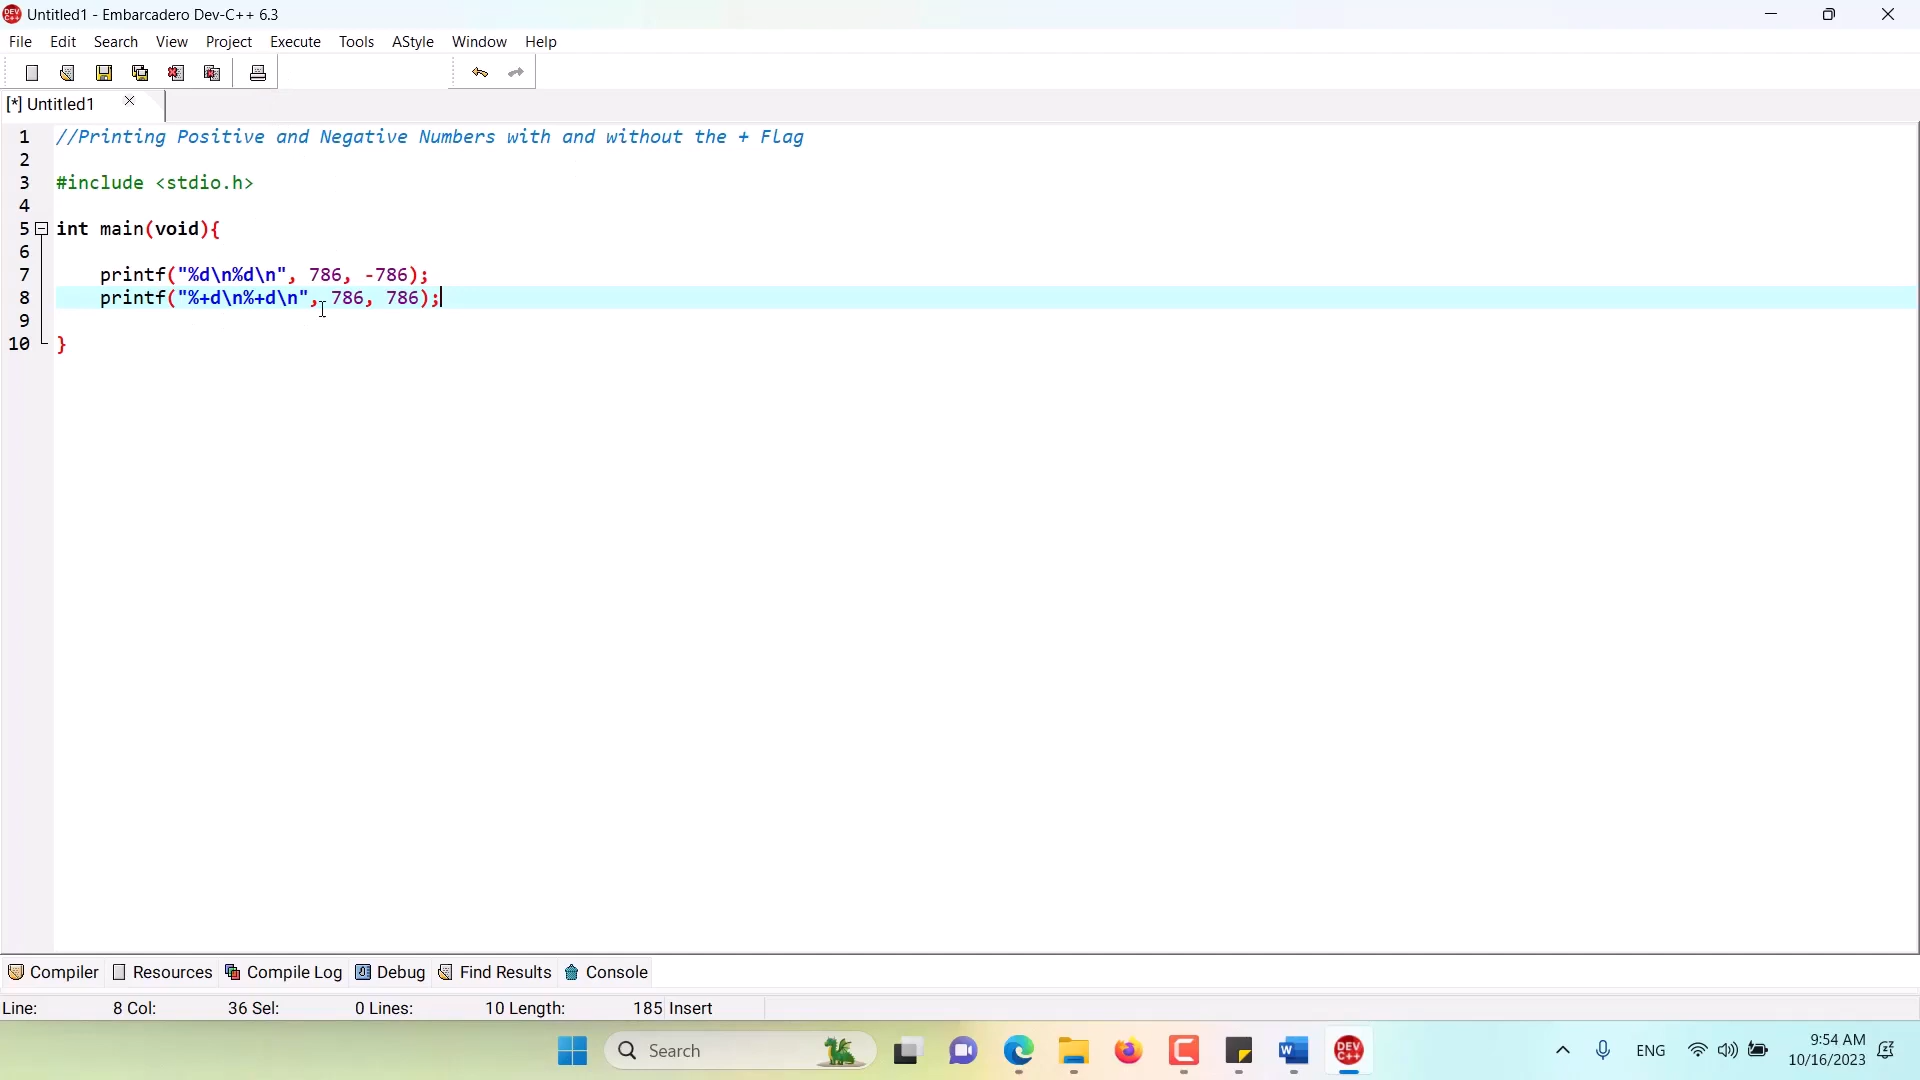 Untitled1 - Embarcadero Dev-C++ 6.3
File Edit Search View Project Execute Tools AStyle Window Help
[*] Untitled1
1 //Printing Positive and Negative Numbers with and without the + Flag
2
3 #include <stdio.h>
4
5 int main(void){
6
7 printf("%d\n%d\n", 786, -786);
8 printf("%+d\n%+d\n", 786, 786);
9
10 }
Compiler Resources Compile Log Debug Find Results Console
Line: 8 Col: 36 Sel: 0 Lines: 10 Length: 185 Insert
Search ENG 9:54 AM
10/16/2023